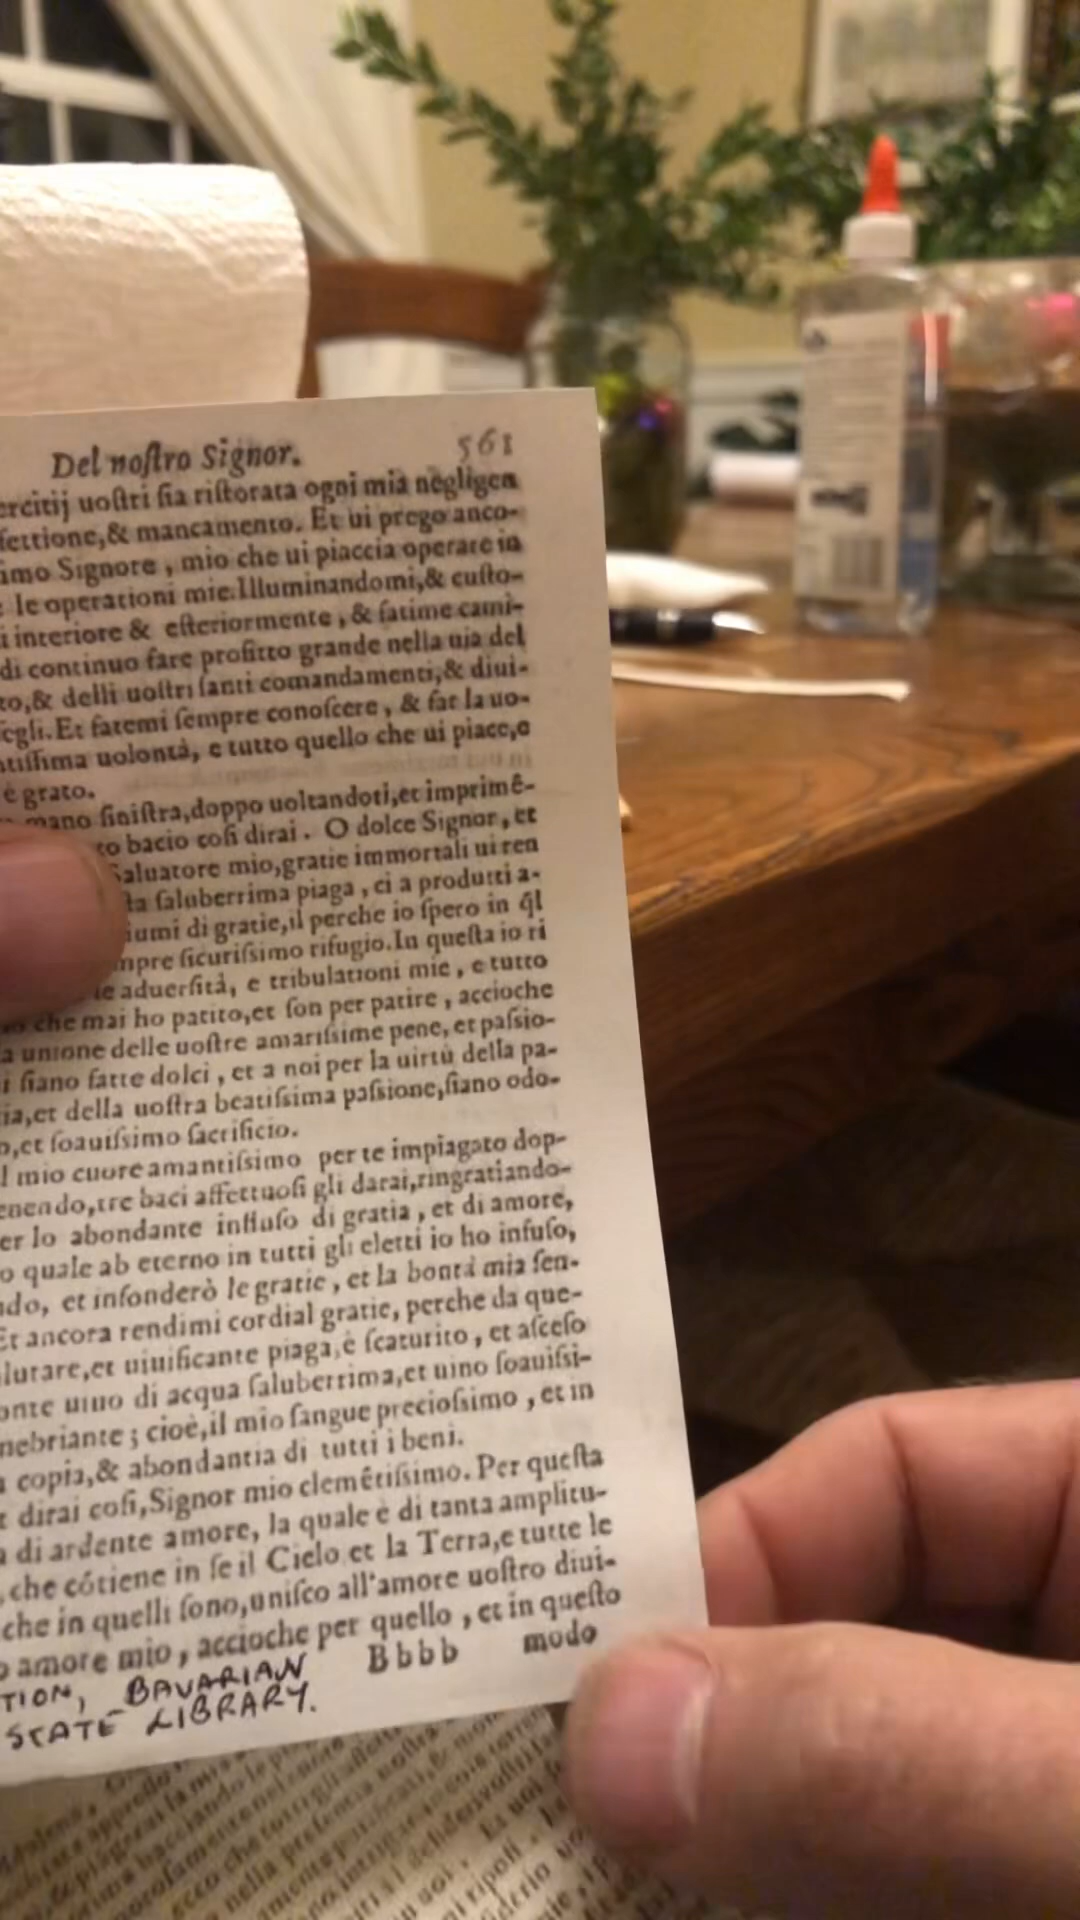 Del noſtro Signor. 561
ercitij uoſtri ſia riſtorata ogni mia negligen
fettione,& mancamento. Et ui prego anco-
imo Signore, mio che ui piaccia operare in
le operationi mie. Illuminandomi,& cuſto-
i interiore & eſteriormente, & fatime cami-
di continuo fare profitto grande nella uia del
to,& delli uoſtri ſanti comandamenti,& diui-
egli. Et fatemi ſempre conoſcere, & far la uo-
ntiſſima uolontà, e tutto quello che ui piace,e
è grato.
mano ſiniſtra,doppo uoltandoti,et imprimẽ-
to bacio coſi dirai. O dolce Signor, et
Saluatore mio,gratie immortali ui ren
ta ſaluberrima piaga, ci a produtti a-
iumi di gratie,il perche io ſpero in q̃l
mpre ſicuriſsimo rifugio. In queſta io ri
le aduerſità, e tribulationi mie, e tutto
che mai ho patito,et ſon per patire, accioche
a unione delle uoſtre amariſsime pene, et paſsio-
i ſiano fatte dolci, et a noi per la uirtù della pa-
ia,et della uoſtra beatiſsima paſsione,ſiano odo-
o,et ſoauiſsimo ſacrificio.
l mio cuore amantiſsimo per te impiagato dop-
enendo,tre baci affettuoſi gli darai,ringratiando-
er lo abondante influſo di gratia, et di amore,
o quale ab eterno in tutti gli eletti io ho infuſo,
ndo, et infonderò le gratie, et la bontà mia ſen-
Et ancora rendimi cordial gratie, perche da que-
alutare,et uiuificante piaga,è ſcaturito, et aſceſo
onte uiuo di acqua ſaluberrima,et uino ſoauiſsi-
nebriante; cioè,il mio ſangue precioſsimo, et in
a copia,& abondantia di tutti i beni.
t dirai coſi,Signor mio clemẽtiſsimo. Per queſta
a di ardente amore, la quale è di tanta amplitu-
, che cõtiene in ſe il Cielo et la Terra,e tutte le
che in quelli ſono,uniſco all'amore uoſtro diui-
o amore mio, accioche per quello, et in queſto
Bbbb modo
TION, BAVARIAN
STATE LIBRARY.